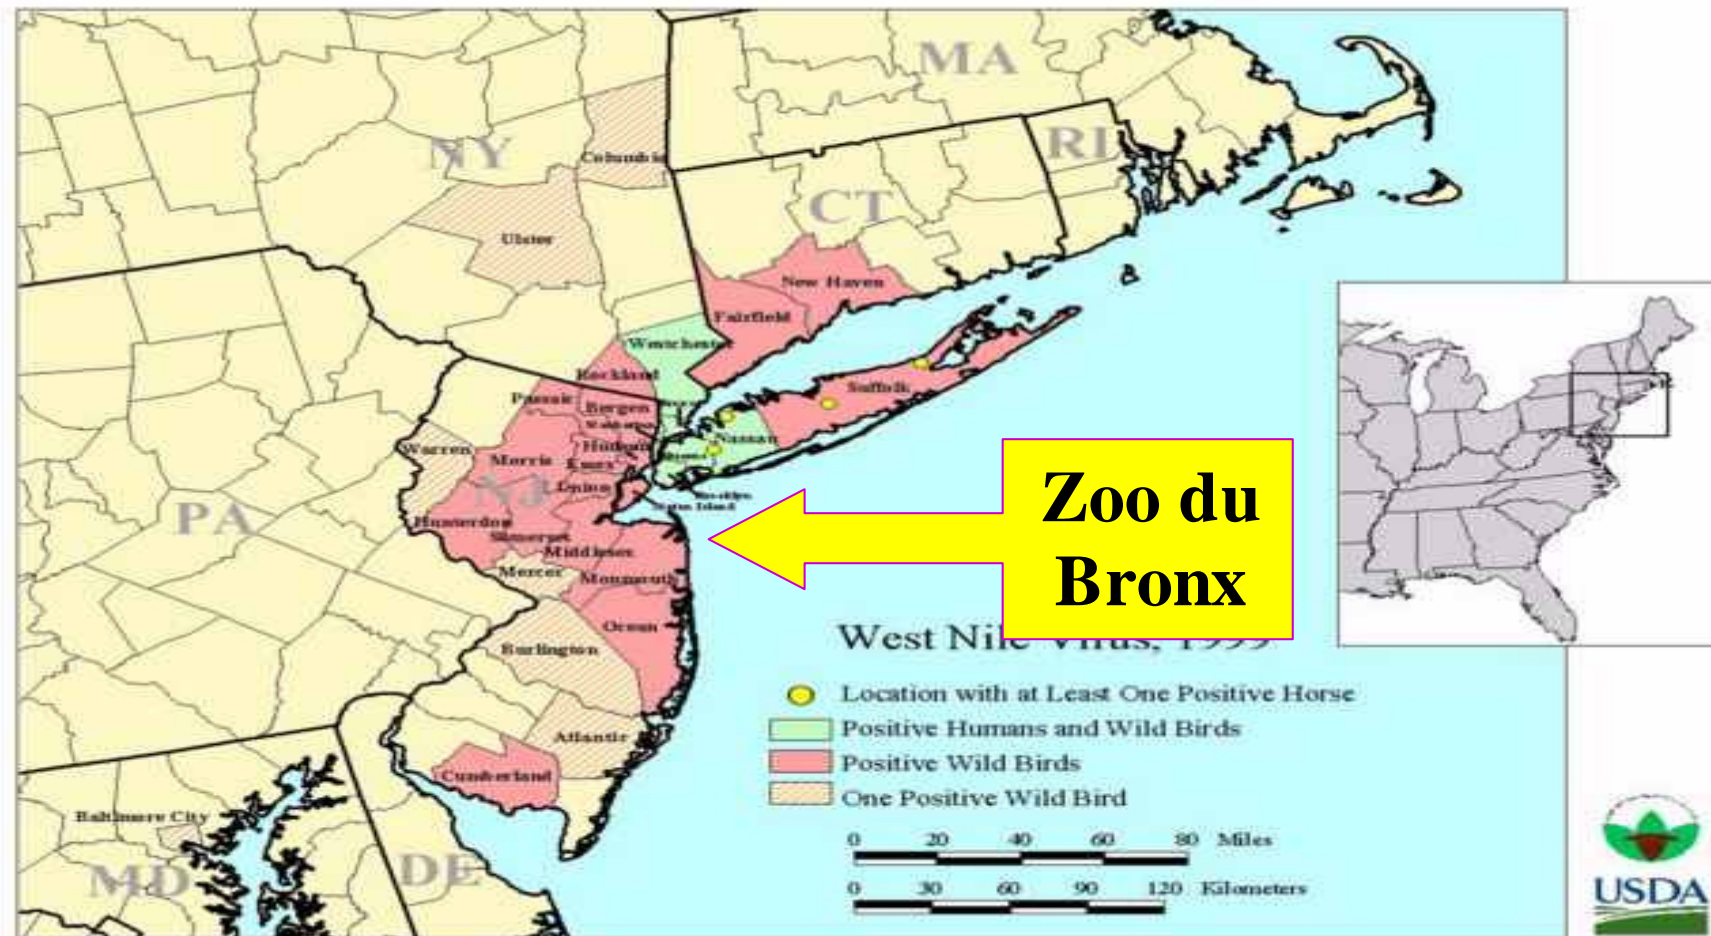 MA
NY
Columbia
RI
CT
Ulster
New Haven
Fairfield
Westchester
Rockland
Suffolk
Passaic
Bergen
Nassau
Warren
Hudson
Morris
Essex
NJ
Union
PA
Staten Island
Hunterdon
Somerset
Middlesex
Mercer
Monmouth
Ocean
Burlington
Atlantic
Cumberland
Baltimore City
MD
DE
Zoo du
Bronx
West Nile Virus, 1999
Location with at Least One Positive Horse
Positive Humans and Wild Birds
Positive Wild Birds
One Positive Wild Bird
0 20 40 60 80 Miles
0 30 60 90 120 Kilometers
USDA